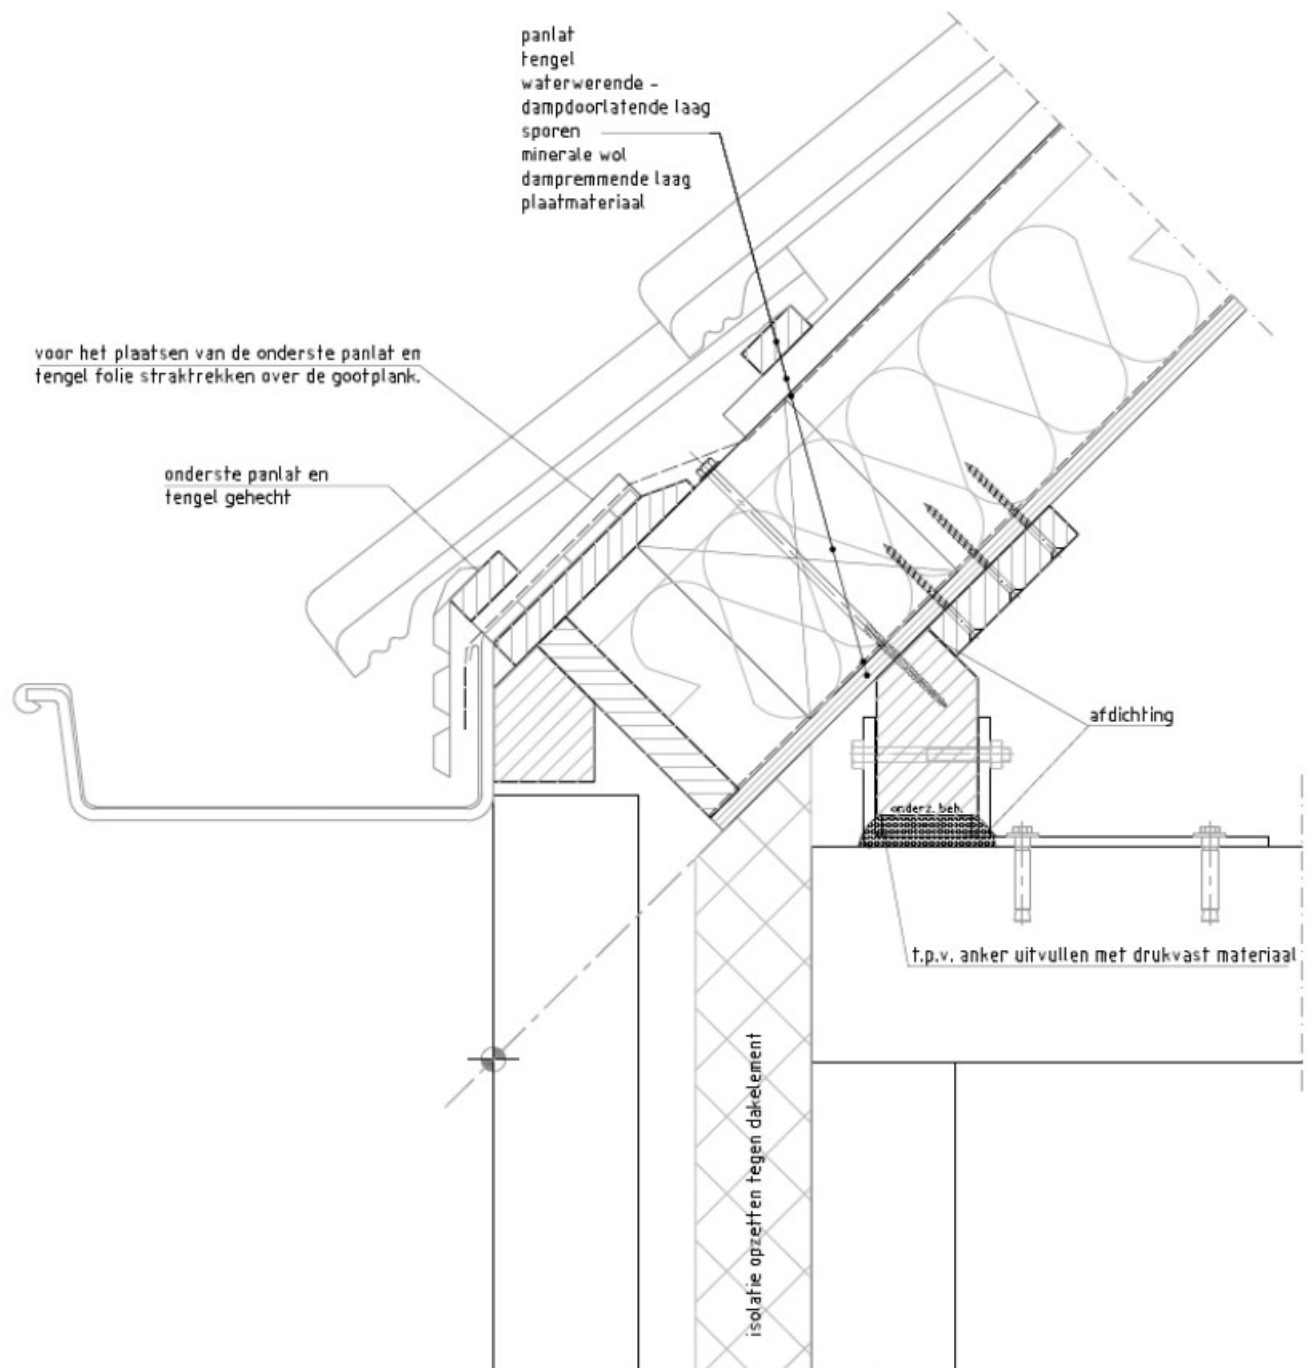 panlat
tengel
waterwerende -
dampdoorlatende laag
sporen
minerale wol
dampremmende laag
plaatmateriaal
voor het plaatsen van de onderste panlat en
tengel folie straktrekken over de gootplank.
onderste panlat en
tengel gehecht
afdichting
onderz. beh.
t.p.v. anker uitvullen met drukvast materiaal
isolatie opzetten tegen dakelement